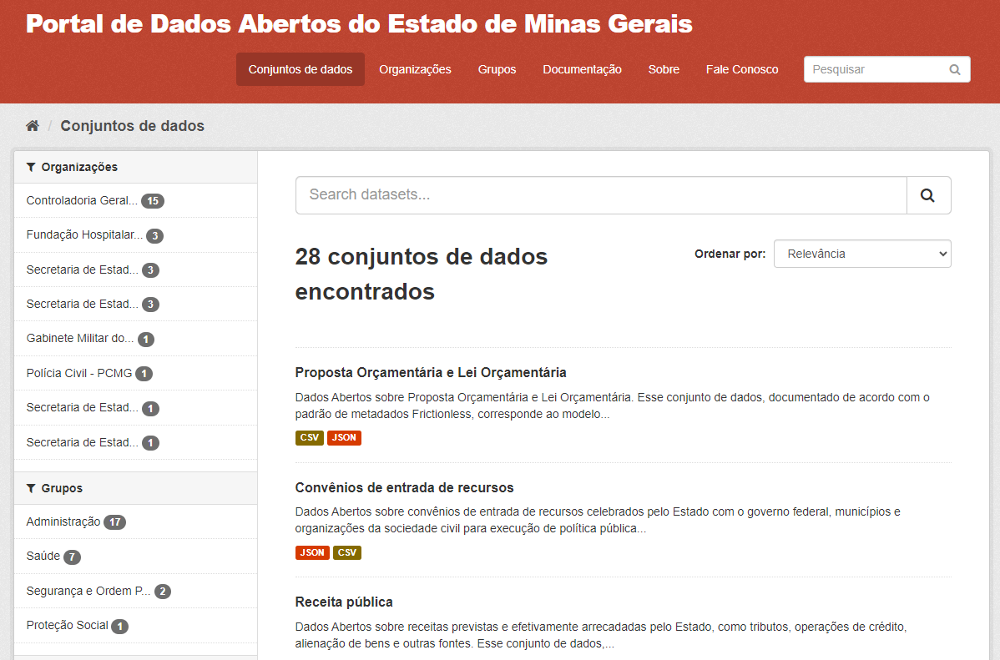 Portal de Dados Abertos do Estado de Minas Gerais
Conjuntos de dados Organizações Grupos Documentação Sobre Fale Conosco Pesquisar
/ Conjuntos de dados
Organizações
Controladoria Geral... 15
Fundação Hospitalar... 3
Secretaria de Estad... 3
Secretaria de Estad... 3
Gabinete Militar do... 1
Polícia Civil - PCMG 1
Secretaria de Estad... 1
Secretaria de Estad... 1
Grupos
Administração 17
Saúde 7
Segurança e Ordem P... 2
Proteção Social 1
Search datasets...
28 conjuntos de dados
encontrados
Ordenar por: Relevância
Proposta Orçamentária e Lei Orçamentária
Dados Abertos sobre Proposta Orçamentária e Lei Orçamentária. Esse conjunto de dados, documentado de acordo com o
padrão de metadados Frictionless, corresponde ao modelo...
CSV JSON
Convênios de entrada de recursos
Dados Abertos sobre convênios de entrada de recursos celebrados pelo Estado com o governo federal, municípios e
organizações da sociedade civil para execução de política pública...
JSON CSV
Receita pública
Dados Abertos sobre receitas previstas e efetivamente arrecadadas pelo Estado, como tributos, operações de crédito,
alienação de bens e outras fontes. Esse conjunto de dados,...